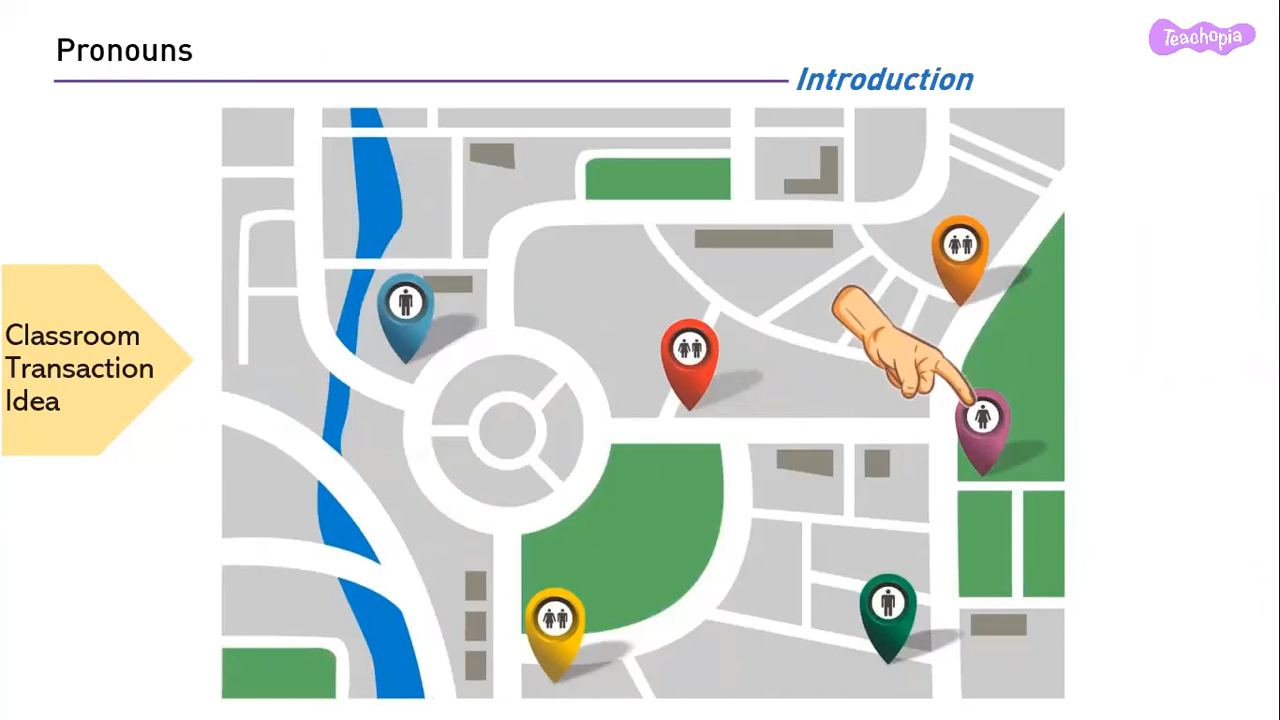 Pronouns
Teachopia
Introduction
Classroom
Transaction
Idea